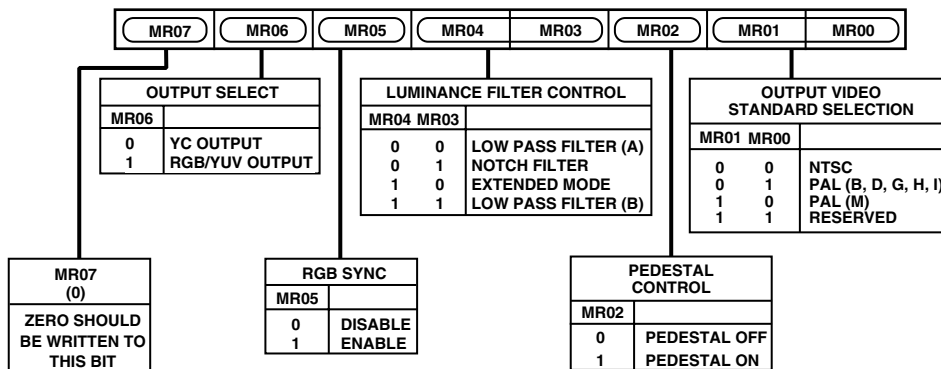 MR07 MR06 MR05 MR04 MR03 MR02 MR01 MR00
OUTPUT SELECT
MR06
0 YC OUTPUT
1 RGB/YUV OUTPUT
LUMINANCE FILTER CONTROL
MR04 MR03
0 0 LOW PASS FILTER (A)
0 1 NOTCH FILTER
1 0 EXTENDED MODE
1 1 LOW PASS FILTER (B)
OUTPUT VIDEO
STANDARD SELECTION
MR01 MR00
0 0 NTSC
0 1 PAL (B, D, G, H, I)
1 0 PAL (M)
1 1 RESERVED
MR07
(0)
ZERO SHOULD
BE WRITTEN TO
THIS BIT
RGB SYNC
MR05
0 DISABLE
1 ENABLE
PEDESTAL
CONTROL
MR02
0 PEDESTAL OFF
1 PEDESTAL ON